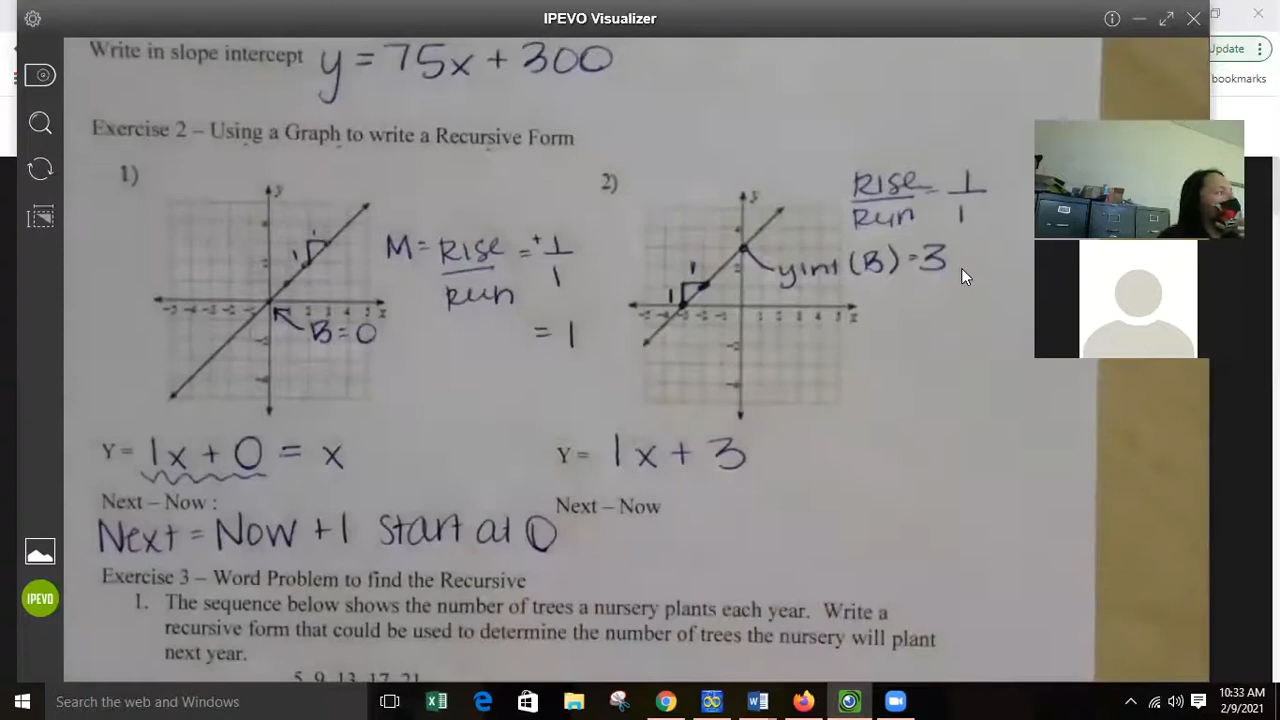 IPEVO Visualizer
Update
bookmarks
Write in slope intercept y = 75x + 300
Exercise 2 – Using a Graph to write a Recursive Form
1)
2)
Rise/Run = 1/1
M = Rise/Run = +1/1
= 1
B = 0
yint (B) = 3
Y = 1x + 0 = x
Y = 1x + 3
Next – Now :
Next – Now
Next = Now +1 Start at 0
Exercise 3 – Word Problem to find the Recursive
1. The sequence below shows the number of trees a nursery plants each year. Write a
recursive form that could be used to determine the number of trees the nursery will plant
next year.
5, 9, 13, 17, 21
IPEVO
Search the web and Windows
10:33 AM
2/9/2021